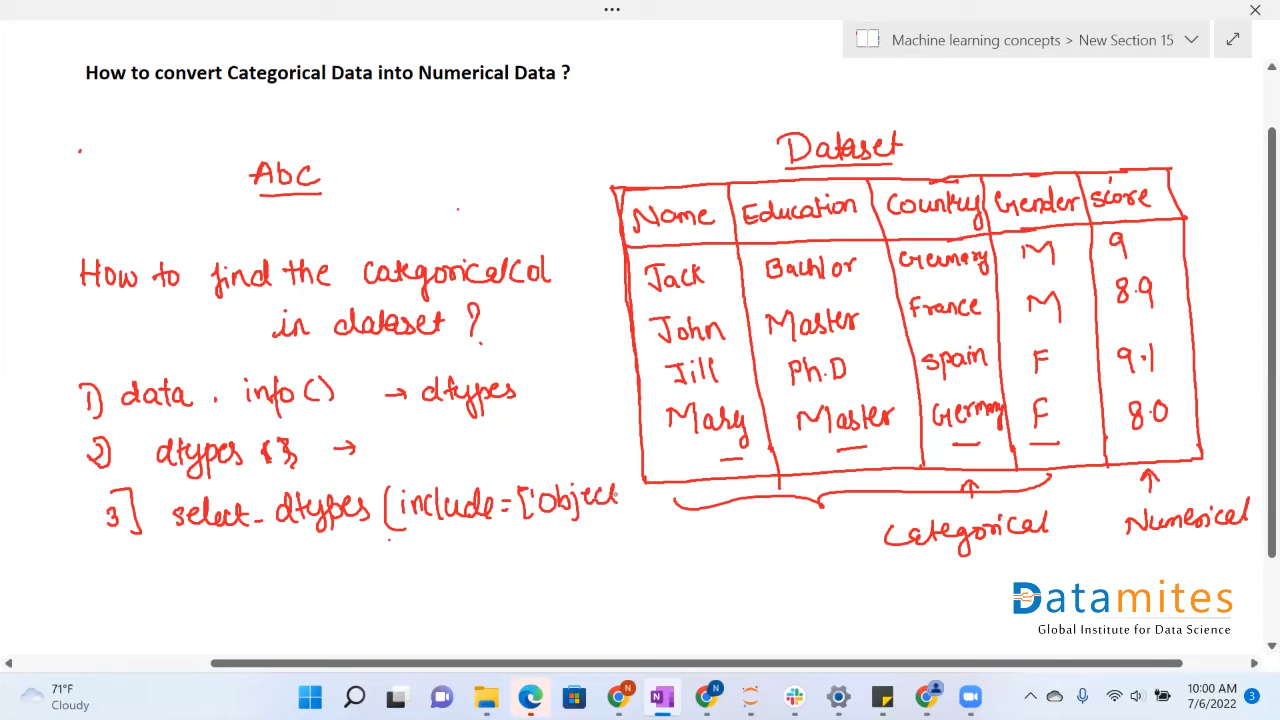 Machine learning concepts > New Section 15
How to convert Categorical Data into Numerical Data ?
Abc
How to find the categorical col
in dataset ?
1) data . info() → dtypes
2) dtypes {} →
3] select_dtypes (include=['Object
Dataset
Name Education Country Gender score
Jack Bachlor Germany M 9
John Master France M 8.9
Jill Ph.D Spain F 9.1
Mary Master Germany F 8.0
Categorical
Numerical
Datamites
Global Institute for Data Science
71°F
Cloudy
10:00 AM
7/6/2022
3